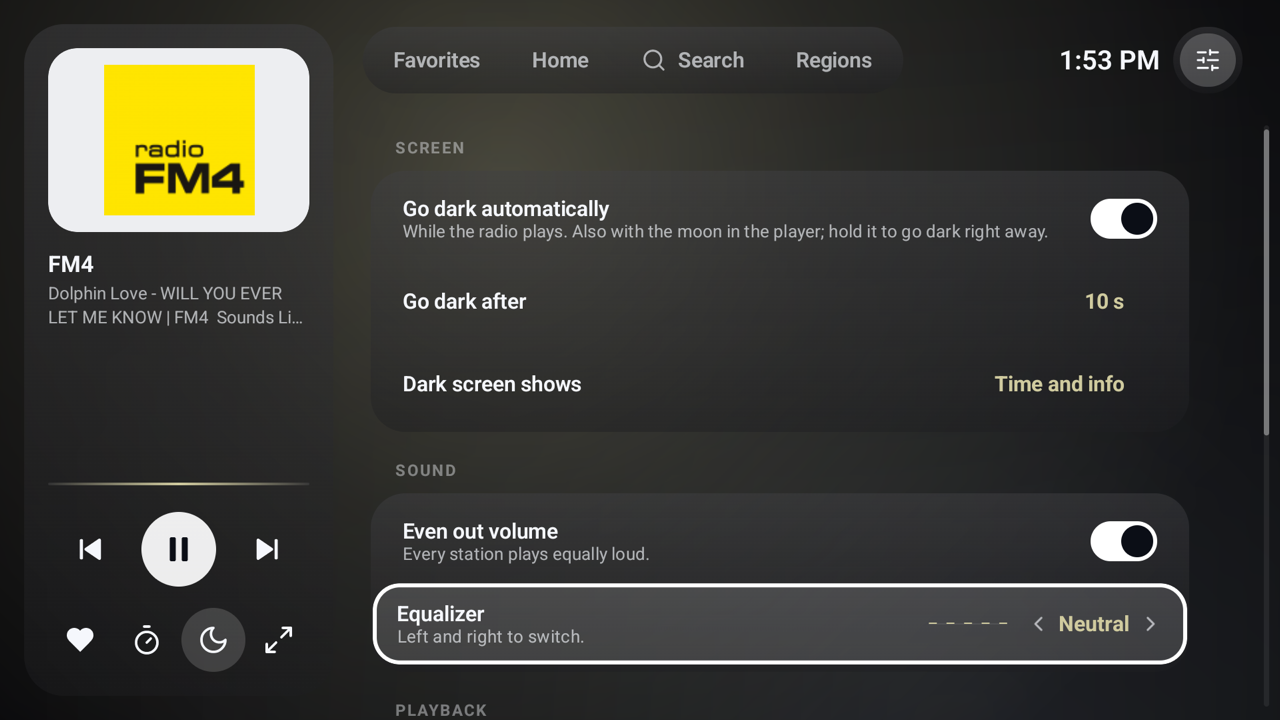 radio
FM4
FM4
Dolphin Love - WILL YOU EVER
LET ME KNOW | FM4 Sounds Li...
Favorites
Home
Search
Regions
1:53 PM
SCREEN
Go dark automatically
While the radio plays. Also with the moon in the player; hold it to go dark right away.
Go dark after
10 s
Dark screen shows
Time and info
SOUND
Even out volume
Every station plays equally loud.
Equalizer
Left and right to switch.
Neutral
PLAYBACK